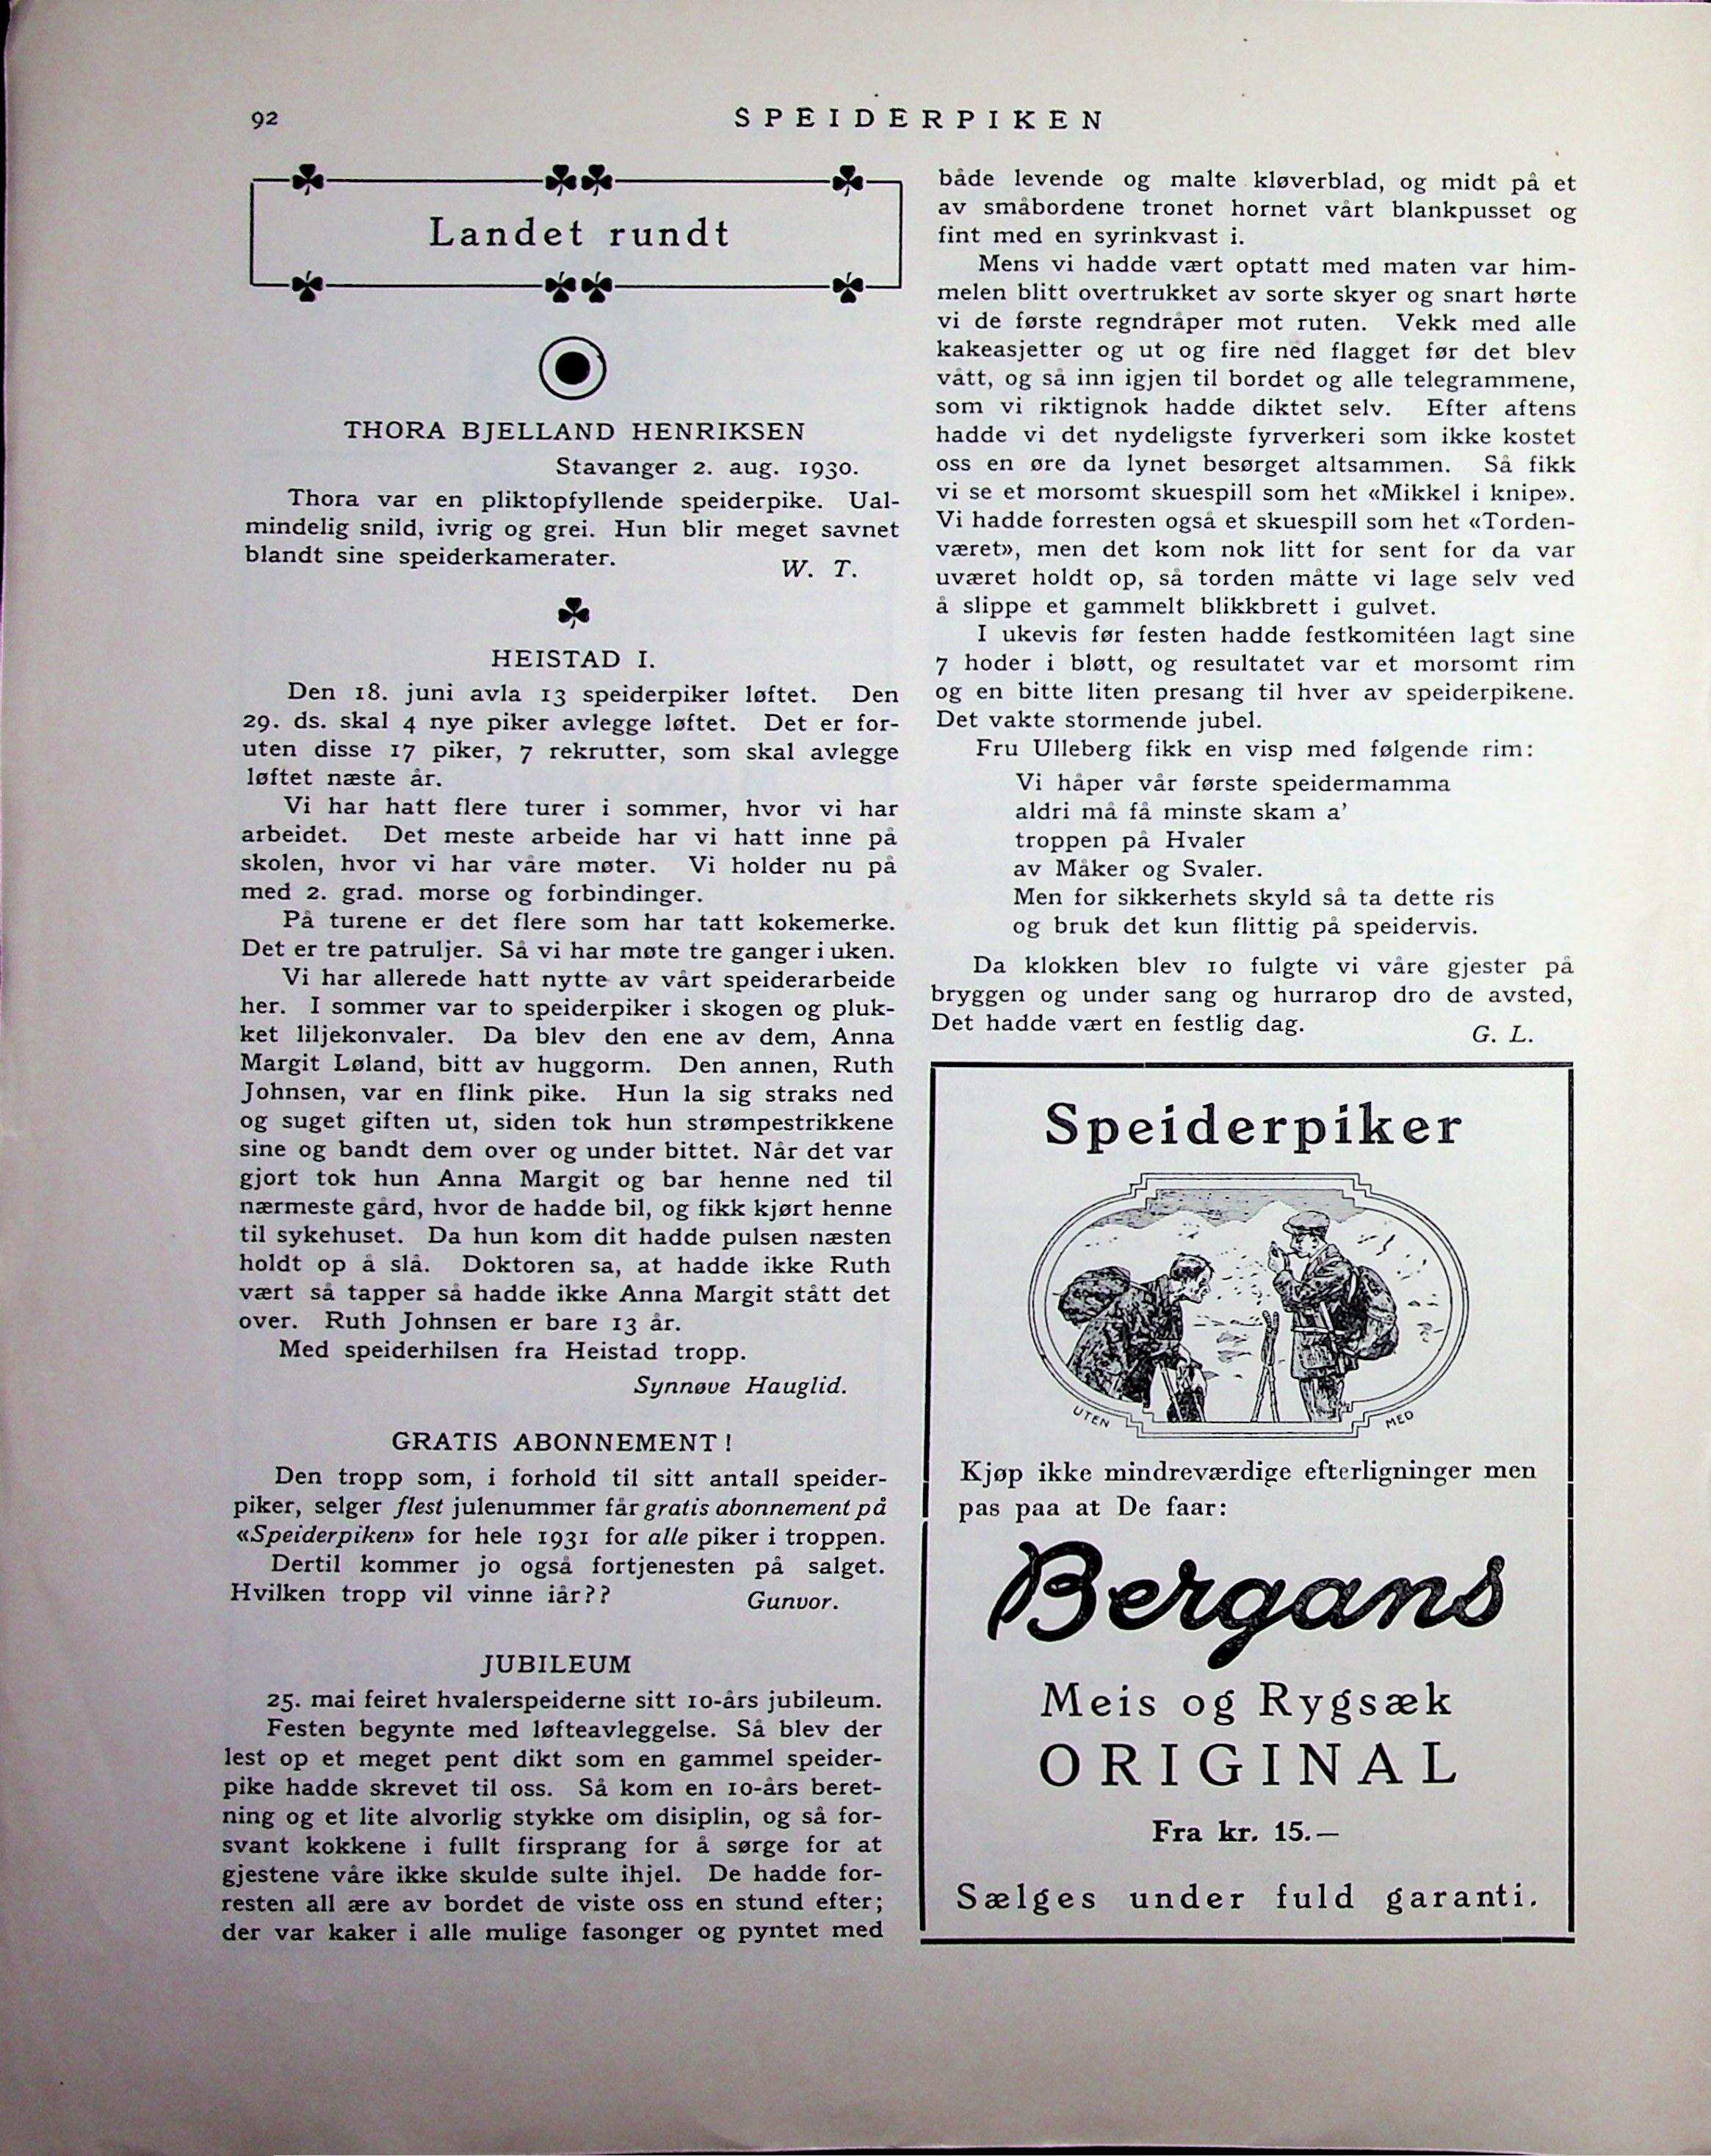 92
SPEIDERPIKEN
Landet rundt
THORA BJELLAND HENRIKSEN
Stavanger 2. aug. 1930.
Thora var en pliktopfyllende speiderpike. Ual-
mindelig snild, ivrig og grei. Hun blir meget savnet
blandt sine speiderkamerater.
W. T.
HEISTAD I.
Den 18. juni avla 13 speiderpiker løftet. Den
29. ds. skal 4 nye piker avlegge løftet. Det er for-
uten disse 17 piker, 7 rekrutter, som skal avlegge
løftet næste år.
Vi har hatt flere turer i sommer, hvor vi har
arbeidet. Det meste arbeide har vi hatt inne på
skolen, hvor vi har våre møter. Vi holder nu på
med 2. grad. morse og forbindinger.
På turene er det flere som har tatt kokemerke.
Det er tre patruljer. Så vi har møte tre ganger i uken.
Vi har allerede hatt nytte av vårt speiderarbeide
her. I sommer var to speiderpiker i skogen og pluk-
ket liljekonvaler. Da blev den ene av dem, Anna
Margit Løland, bitt av huggorm. Den annen, Ruth
Johnsen, var en flink pike. Hun la sig straks ned
og suget giften ut, siden tok hun strømpestrikkene
sine og bandt dem over og under bittet. Når det var
gjort tok hun Anna Margit og bar henne ned til
nærmeste gård, hvor de hadde bil, og fikk kjørt henne
til sykehuset. Da hun kom dit hadde pulsen næsten
holdt op å slå. Doktoren sa, at hadde ikke Ruth
vært så tapper så hadde ikke Anna Margit stått det
over. Ruth Johnsen er bare 13 år.
Med speiderhilsen fra Heistad tropp.
Synnøve Hauglid.
GRATIS ABONNEMENT!
Den tropp som, i forhold til sitt antall speider-
piker, selger flest julenummer får gratis abonnement på
«Speiderpiken» for hele 1931 for alle piker i troppen.
Dertil kommer jo også fortjenesten på salget.
Hvilken tropp vil vinne iår??
Gunvor.
JUBILEUM
25. mai feiret hvalerspeiderne sitt 10-års jubileum.
Festen begynte med løfteavleggelse. Så blev der
lest op et meget pent dikt som en gammel speider-
pike hadde skrevet til oss. Så kom en 10-års beret-
ning og et lite alvorlig stykke om disiplin, og så for-
svant kokkene i fullt firsprang for å sørge for at
gjestene våre ikke skulde sulte ihjel. De hadde for-
resten all ære av bordet de viste oss en stund efter;
der var kaker i alle mulige fasonger og pyntet med
både levende og malte kløverblad, og midt på et
av småbordene tronet hornet vårt blankpusset og
fint med en syrinkvast i.
Mens vi hadde vært optatt med maten var him-
melen blitt overtrukket av sorte skyer og snart hørte
vi de første regndråper mot ruten. Vekk med alle
kakeasjetter og ut og fire ned flagget før det blev
vått, og så inn igjen til bordet og alle telegrammene,
som vi riktignok hadde diktet selv. Efter aftens
hadde vi det nydeligste fyrverkeri som ikke kostet
oss en øre da lynet besørget altsammen. Så fikk
vi se et morsomt skuespill som het «Mikkel i knipe».
Vi hadde forresten også et skuespill som het «Torden-
været», men det kom nok litt for sent for da var
uværet holdt op, så torden måtte vi lage selv ved
å slippe et gammelt blikkbrett i gulvet.
I ukevis før festen hadde festkomitéen lagt sine
7 hoder i bløtt, og resultatet var et morsomt rim
og en bitte liten presang til hver av speiderpikene.
Det vakte stormende jubel.
Fru Ulleberg fikk en visp med følgende rim:
Vi håper vår første speidermamma
aldri må få minste skam a’
troppen på Hvaler
av Måker og Svaler.
Men for sikkerhets skyld så ta dette ris
og bruk det kun flittig på speidervis.
Da klokken blev 10 fulgte vi våre gjester på
bryggen og under sang og hurrarop dro de avsted,
Det hadde vært en festlig dag.
G. L.
Speiderpiker
UTEN
MED
Kjøp ikke mindreværdige efterligninger men
pas paa at De faar:
Bergans
Meis og Rygsæk
ORIGINAL
Fra kr. 15.—
Sælges under fuld garanti.